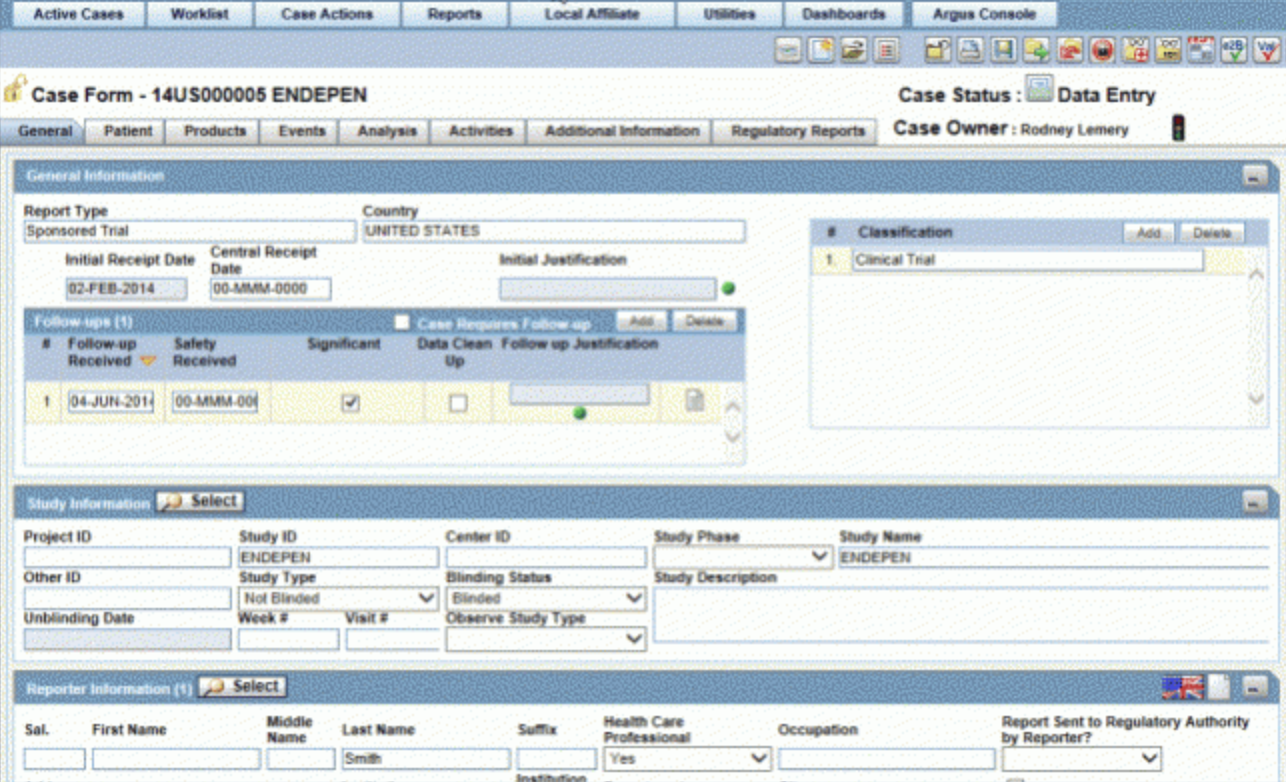 Active Cases Worklist Case Actions Reports Local Affiliate Utilities Dashboards Argus Console
Case Form - 14US000005 ENDEPEN
Case Status : Data Entry
General Patient Products Events Analysis Activities Additional Information Regulatory Reports
Case Owner : Rodney Lemery
General Information
Report Type Country
Sponsored Trial UNITED STATES
# Classification Add Delete
1. Clinical Trial
Initial Receipt Date Central Receipt Date Initial Justification
02-FEB-2014 00-MMM-0000
Follow-ups (1) Case Requires Follow-up Add Delete
# Follow-up Received Safety Received Significant Data Clean Up Follow up Justification
1 04-JUN-201 00-MMM-00
Study Information Select
Project ID Study ID Center ID Study Phase Study Name
ENDEPEN ENDEPEN
Other ID Study Type Blinding Status Study Description
Not Blinded Blinded
Unblinding Date Week # Visit # Observe Study Type
Reporter Information (1) Select
Sal. First Name Middle Name Last Name Suffix Health Care Professional Occupation Report Sent to Regulatory Authority by Reporter?
Smith Yes
Institution